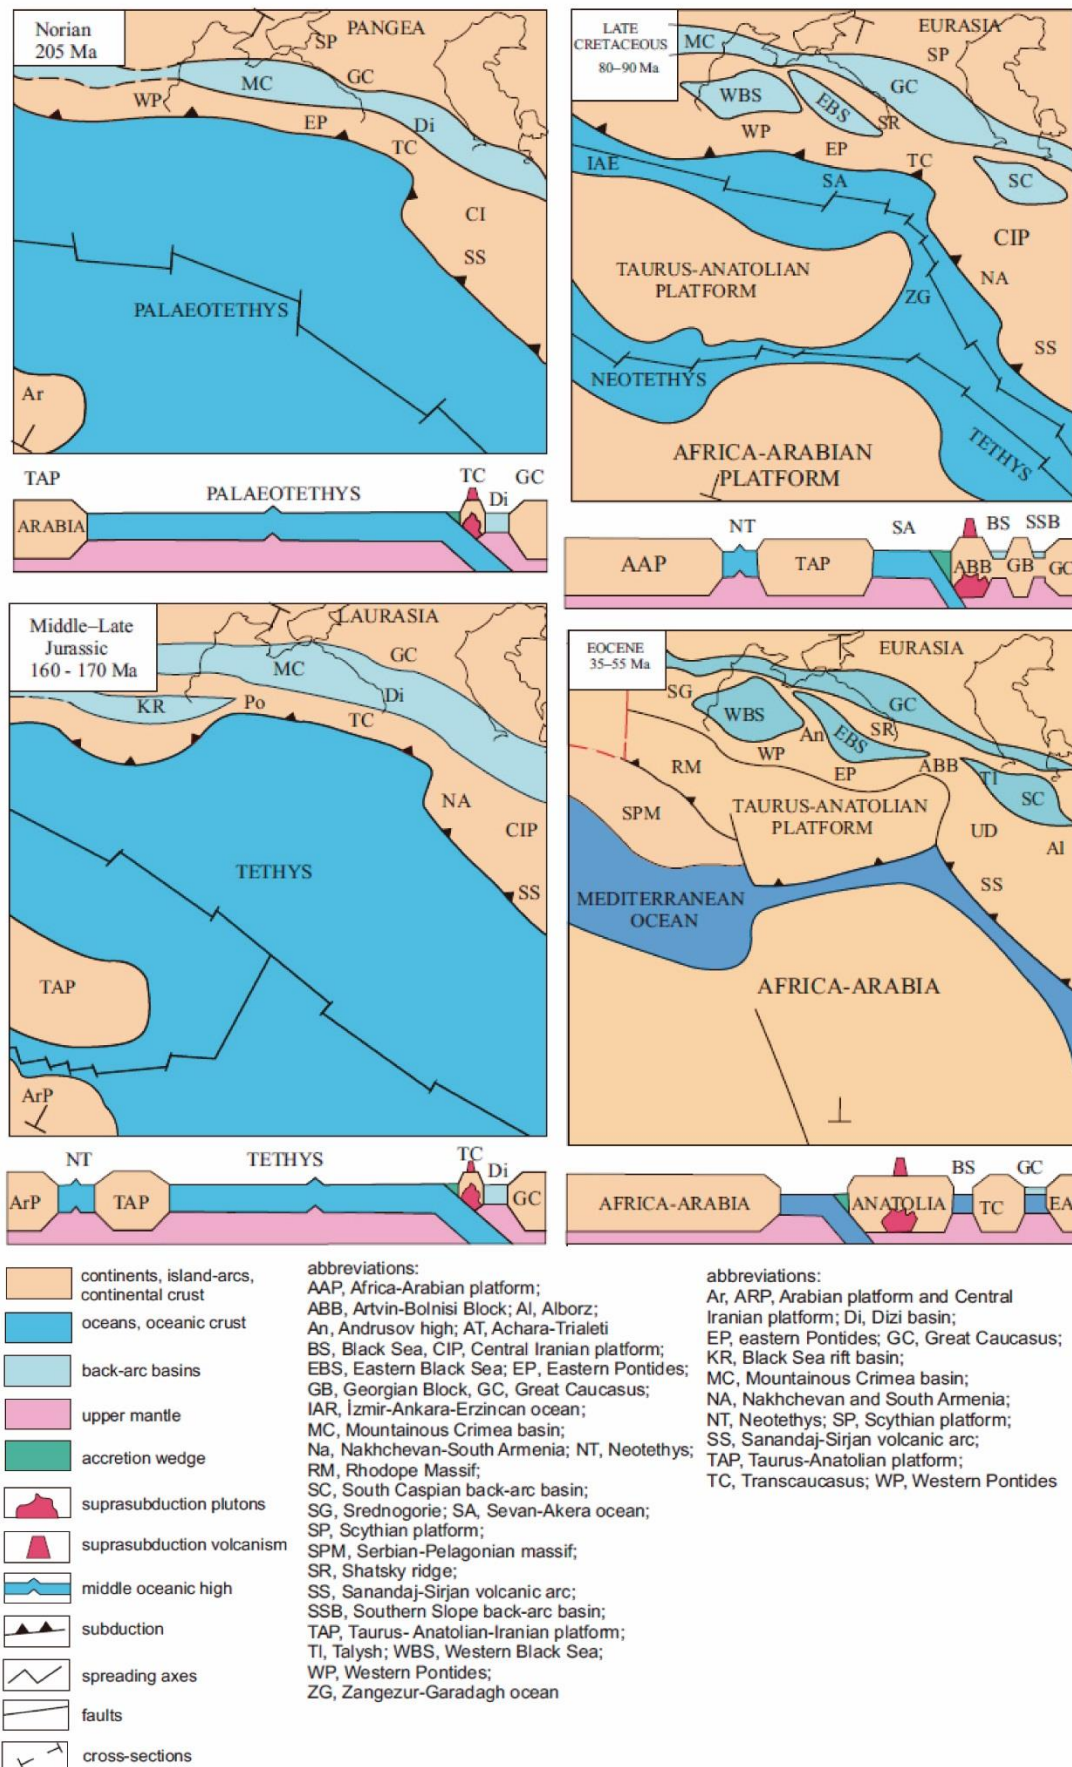 Norian
205 Ma
PANGEA
SP
GC
MC
WP
EP
Di
TC
CI
SS
PALAEOTETHYS
Ar
TAP
PALAEOTETHYS
TC
Di
GC
ARABIA
LATE
CRETACEOUS
80–90 Ma
EURASIA
MC
SP
GC
WBS
EBS
SR
WP
EP
TC
IAE
SA
SC
CIP
TAURUS-ANATOLIAN
PLATFORM
ZG
NA
SS
NEOTETHYS
TETHYS
AFRICA-ARABIAN
PLATFORM
NT
SA
BS
SSB
AAP
TAP
ABB
GB
GC
Middle–Late
Jurassic
160 - 170 Ma
LAURASIA
GC
MC
Di
KR
Po
TC
NA
CIP
SS
TETHYS
TAP
ArP
NT
TETHYS
TC
Di
ArP
TAP
GC
EOCENE
35–55 Ma
EURASIA
SG
GC
WBS
An
EBS
SR
WP
RM
EP
ABB
Tl
SC
SPM
TAURUS-ANATOLIAN
PLATFORM
UD
Al
SS
MEDITERRANEAN
OCEAN
AFRICA-ARABIA
BS
GC
AFRICA-ARABIA
ANATOLIA
TC
EA
continents, island-arcs,
continental crust
oceans, oceanic crust
back-arc basins
upper mantle
accretion wedge
suprasubduction plutons
suprasubduction volcanism
middle oceanic high
subduction
spreading axes
faults
cross-sections
abbreviations:
AAP, Africa-Arabian platform;
ABB, Artvin-Bolnisi Block; Al, Alborz;
An, Andrusov high; AT, Achara-Trialeti
BS, Black Sea, CIP, Central Iranian platform;
EBS, Eastern Black Sea; EP, Eastern Pontides;
GB, Georgian Block, GC, Great Caucasus;
IAR, İzmir-Ankara-Erzincan ocean;
MC, Mountainous Crimea basin;
Na, Nakhchevan-South Armenia; NT, Neotethys;
RM, Rhodope Massif;
SC, South Caspian back-arc basin;
SG, Srednogorie; SA, Sevan-Akera ocean;
SP, Scythian platform;
SPM, Serbian-Pelagonian massif;
SR, Shatsky ridge;
SS, Sanandaj-Sirjan volcanic arc;
SSB, Southern Slope back-arc basin;
TAP, Taurus- Anatolian-Iranian platform;
Tl, Talysh; WBS, Western Black Sea;
WP, Western Pontides;
ZG, Zangezur-Garadagh ocean
abbreviations:
Ar, ARP, Arabian platform and Central
Iranian platform; Di, Dizi basin;
EP, eastern Pontides; GC, Great Caucasus;
KR, Black Sea rift basin;
MC, Mountainous Crimea basin;
NA, Nakhchevan and South Armenia;
NT, Neotethys; SP, Scythian platform;
SS, Sanandaj-Sirjan volcanic arc;
TAP, Taurus-Anatolian platform;
TC, Transcaucasus; WP, Western Pontides